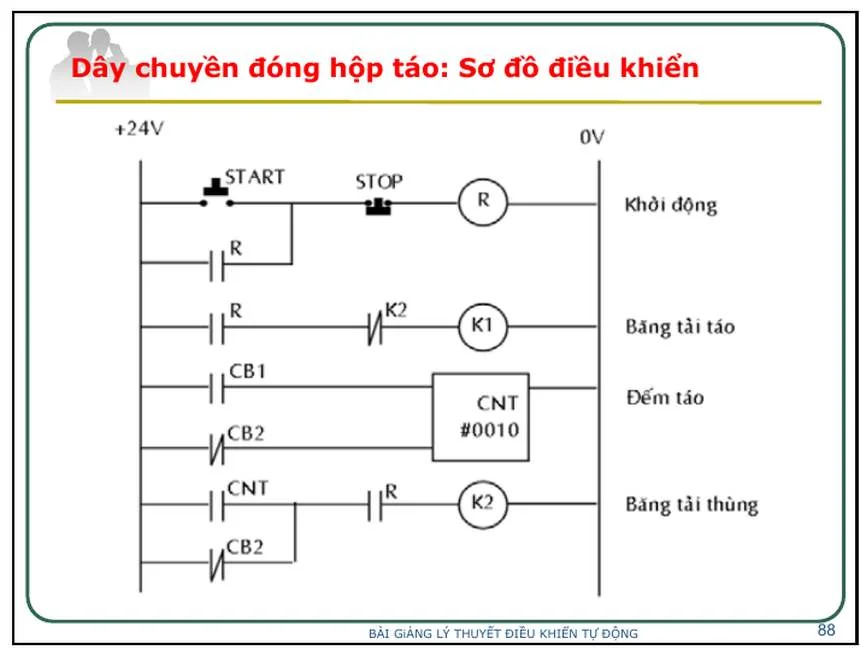 Dây chuyền đóng hộp táo: Sơ đồ điều khiển
+24V
0V
START
STOP
R
Khởi động
R
R
K2
K1
Băng tải táo
CB1
CNT
#0010
Đếm táo
CB2
CNT
R
K2
Băng tải thùng
CB2
BÀI GiẢNG LÝ THUYẾT ĐIỀU KHIỂN TỰ ĐỘNG
88